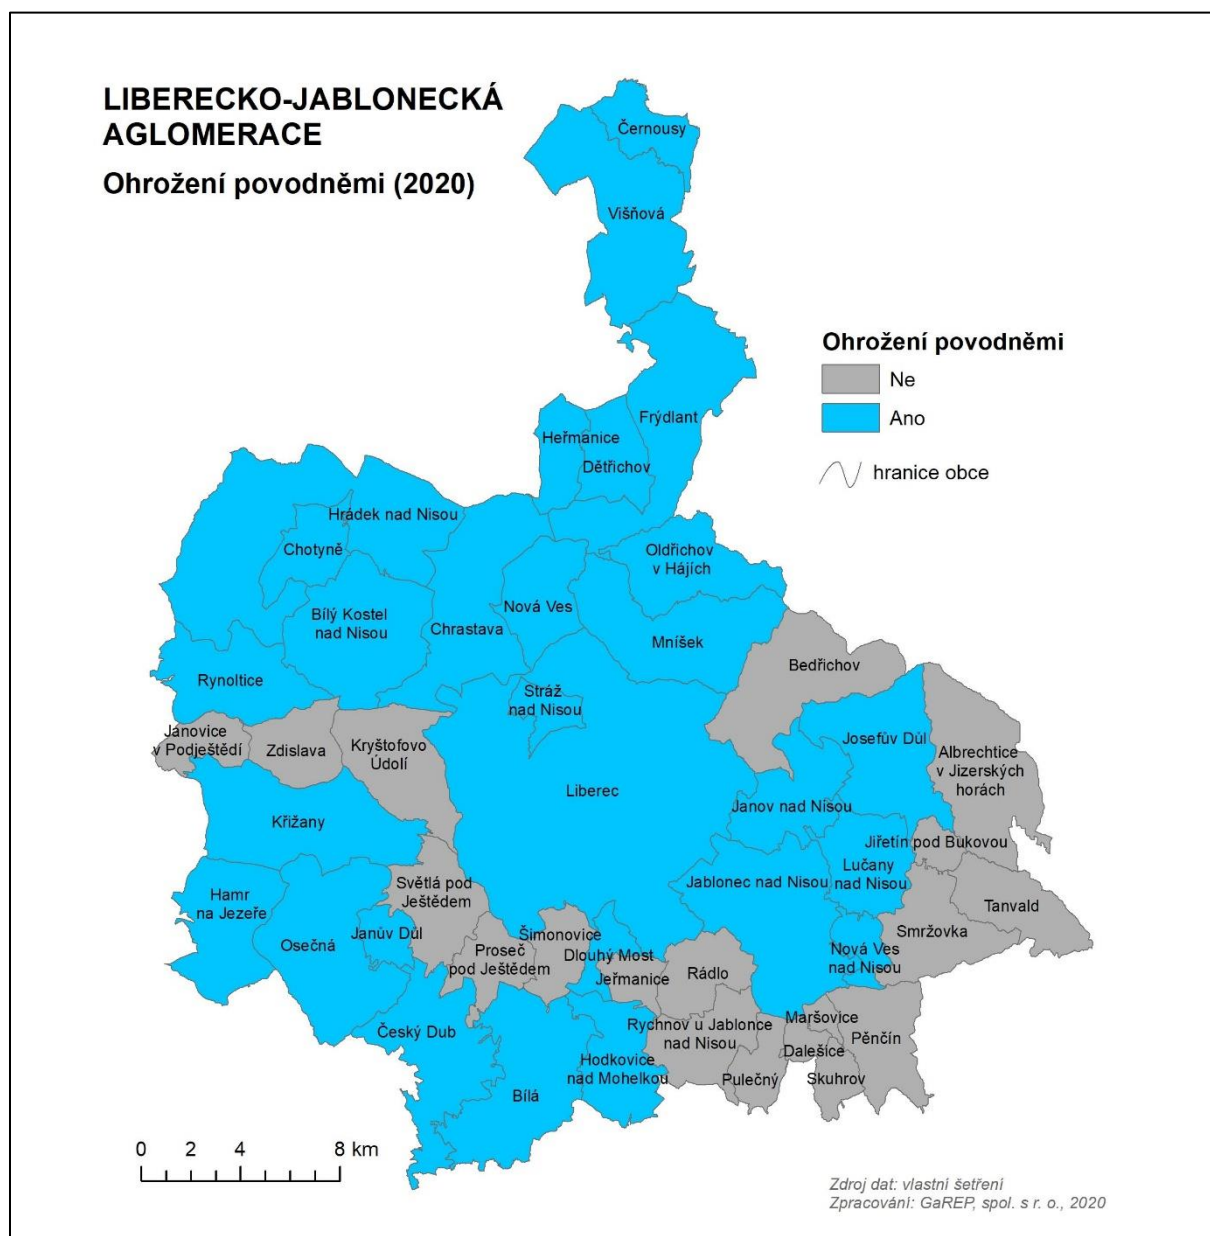 LIBERECKO-JABLONECKÁ
AGLOMERACE
Ohrožení povodněmi (2020)
Černousy
Višňová
Ohrožení povodněmi
Ne
Ano
hranice obce
Frýdlant
Heřmanice
Dětřichov
Hrádek nad Nisou
Chotyně
Oldřichov
v Hájích
Nová Ves
Bílý Kostel
nad Nisou
Chrastava
Mníšek
Bedřichov
Rynoltice
Stráž
nad Nisou
Janovice
v Podještědí
Zdislava
Kryštofovo
Údolí
Josefův Důl
Albrechtice
v Jizerských
horách
Liberec
Janov nad Nisou
Křižany
Jiřetín pod Bukovou
Lučany
nad Nisou
Jablonec nad Nisou
Světlá pod
Ještědem
Hamr
na Jezeře
Tanvald
Smržovka
Janův Důl
Osečná
Šimonovice
Proseč
pod Ještědem
Dlouhý Most
Nová Ves
nad Nisou
Jeřmanice
Rádlo
Maršovice
Rychnov u Jablonce
nad Nisou
Český Dub
Pěnčín
Dalešice
Hodkovice
nad Mohelkou
Pulečný
Skuhrov
Bílá
0 2 4 8 km
Zdroj dat: vlastní šetření
Zpracování: GaREP, spol. s r. o., 2020